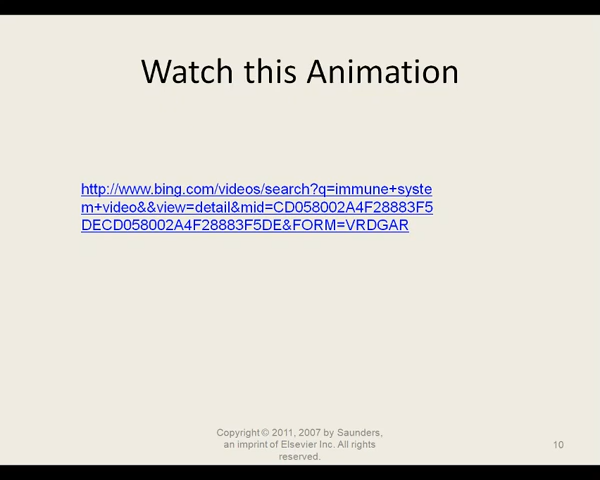 Watch this Animation
http://www.bing.com/videos/search?q=immune+syste
m+video&&view=detail&mid=CD058002A4F28883F5
DECD058002A4F28883F5DE&FORM=VRDGAR
Copyright © 2011, 2007 by Saunders,
an imprint of Elsevier Inc. All rights
reserved.
10